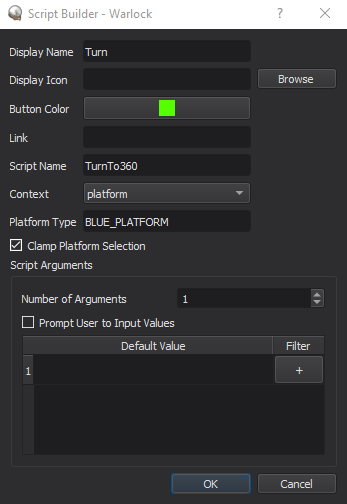 Script Builder - Warlock
Display Name Turn
Display Icon Browse
Button Color
Link
Script Name TurnTo360
Context platform
Platform Type BLUE_PLATFORM
Clamp Platform Selection
Script Arguments
Number of Arguments 1
Prompt User to Input Values
Default Value Filter
1 +
OK Cancel